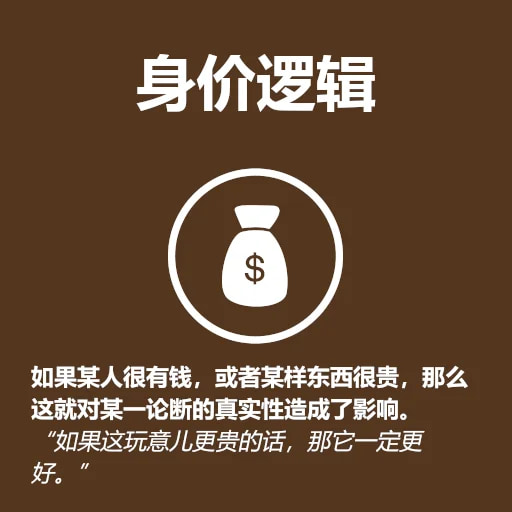 身价逻辑
$
如果某人很有钱，或者某样东西很贵，那么
这就对某一论断的真实性造成了影响。
“如果这玩意儿更贵的话，那它一定更
好。”